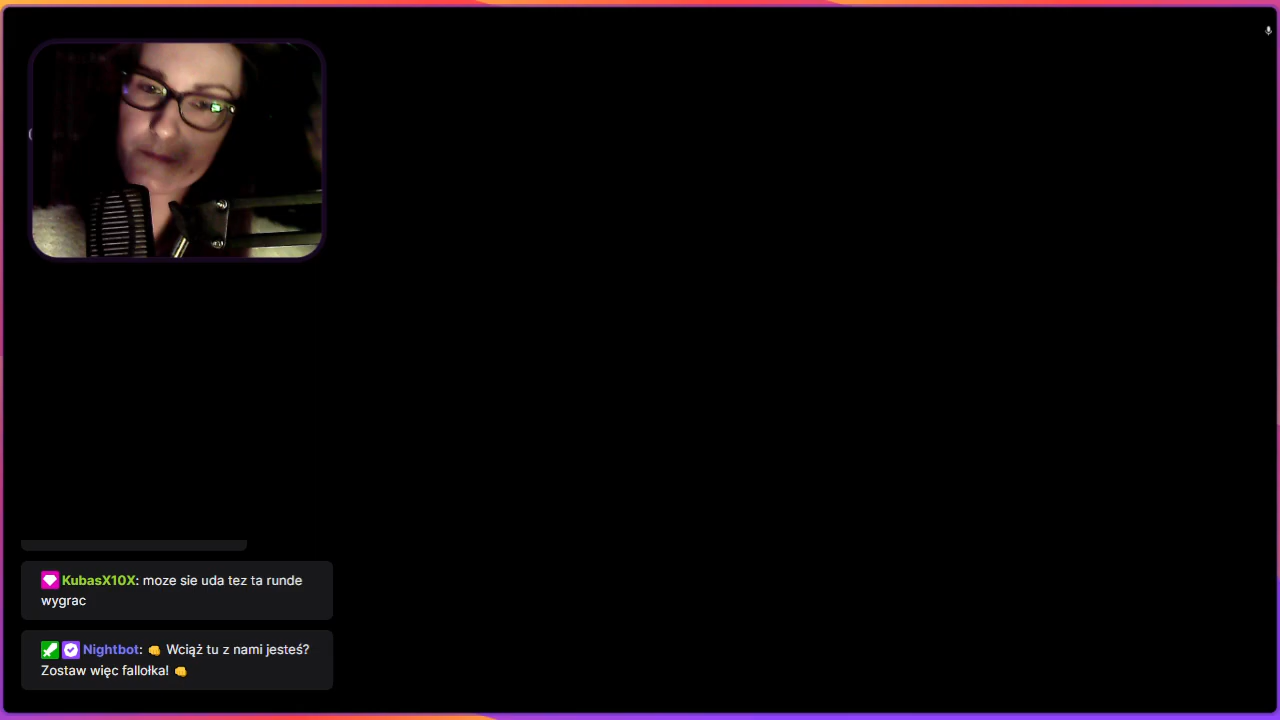 KubasX10X: moze sie uda tez ta runde
wygrac
Nightbot: 👊 Wciąż tu z nami jesteś?
Zostaw więc fallołka! 👊